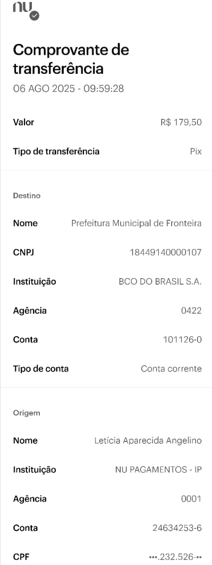 nu
Comprovante de
transferência
06 AGO 2025 - 09:59:28
Valor R$ 179,50
Tipo de transferência Pix
Destino
Nome Prefeitura Municipal de Fronteira
CNPJ 18449140000107
Instituição BCO DO BRASIL S.A.
Agência 0422
Conta 101126-0
Tipo de conta Conta corrente
Origem
Nome Letícia Aparecida Angelino
Instituição NU PAGAMENTOS - IP
Agência 0001
Conta 24634253-6
CPF •••.232.526-••